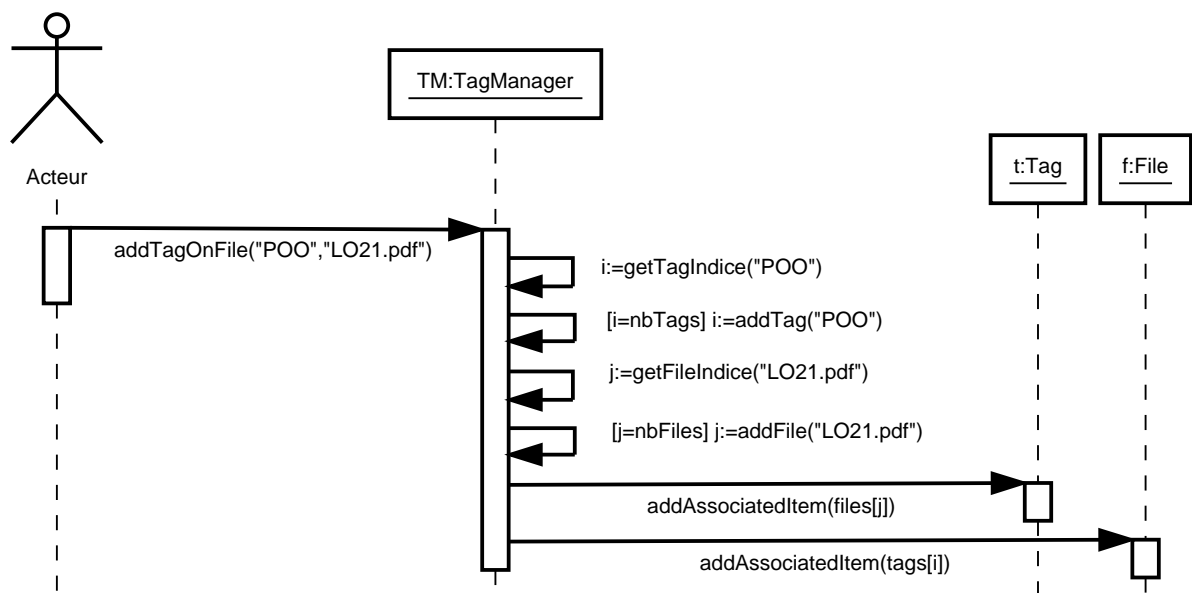 TM:TagManager
t:Tag
f:File
Acteur
addTagOnFile("POO","LO21.pdf")
i:=getTagIndice("POO")
[i=nbTags] i:=addTag("POO")
j:=getFileIndice("LO21.pdf")
[j=nbFiles] j:=addFile("LO21.pdf")
addAssociatedItem(files[j])
addAssociatedItem(tags[i])